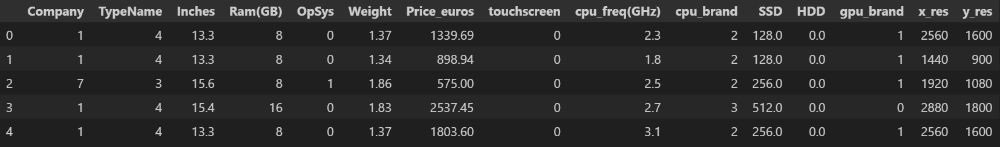 Company TypeName Inches Ram(GB) OpSys Weight Price_euros touchscreen cpu_freq(GHz) cpu_brand SSD HDD gpu_brand x_res y_res
0 1 4 13.3 8 0 1.37 1339.69 0 2.3 2 128.0 0.0 1 2560 1600
1 1 4 13.3 8 0 1.34 898.94 0 1.8 2 128.0 0.0 1 1440 900
2 7 3 15.6 8 1 1.86 575.00 0 2.5 2 256.0 0.0 1 1920 1080
3 1 4 15.4 16 0 1.83 2537.45 0 2.7 3 512.0 0.0 0 2880 1800
4 1 4 13.3 8 0 1.37 1803.60 0 3.1 2 256.0 0.0 1 2560 1600